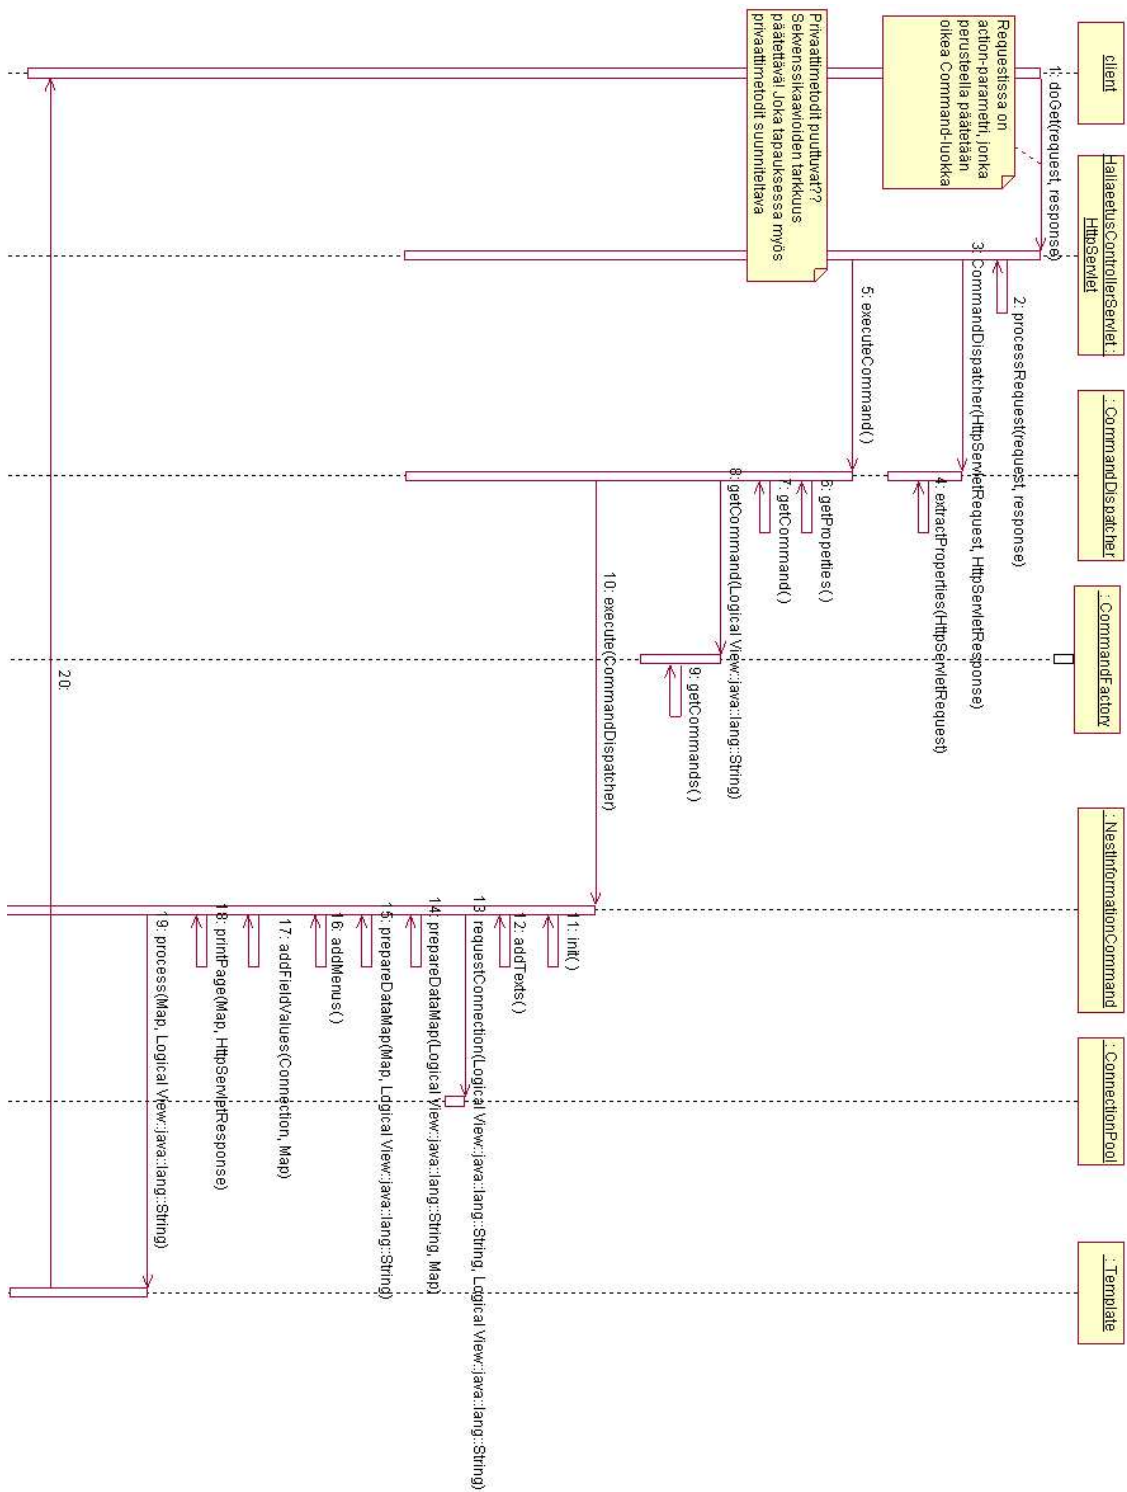 client
HaliaeetusControllerServlet :
HttpServlet
: CommandDispatcher
: CommandFactory
: NestInformationCommand
: ConnectionPool
: Template
1: doGet(request, response)
Requestissa on
action-parametri, jonka
perusteella päätetään
oikea Command-luokka
2: processRequest(request, response)
3: CommandDispatcher(HttpServletRequest, HttpServletResponse)
4: extractProperties(HttpServletRequest)
Privaattimetodit puuttuvat??
Sekvenssikaavioiden tarkkuus
päätettävä! Joka tapauksessa myös
privaattimetodit suunniteltava
5: executeCommand( )
6: getProperties( )
7: getCommand( )
8: getCommand(Logical View::java::lang::String)
9: getCommands( )
10: execute(CommandDispatcher)
11: init( )
12: addTexts( )
13: requestConnection(Logical View::java::lang::String, Logical View::java::lang::String)
14: prepareDataMap(Logical View::java::lang::String, Map)
15: prepareDataMap(Map, Logical View::java::lang::String)
16: addMenus( )
17: addFieldValues(Connection, Map)
18: printPage(Map, HttpServletResponse)
19: process(Map, Logical View::java::lang::String)
20: